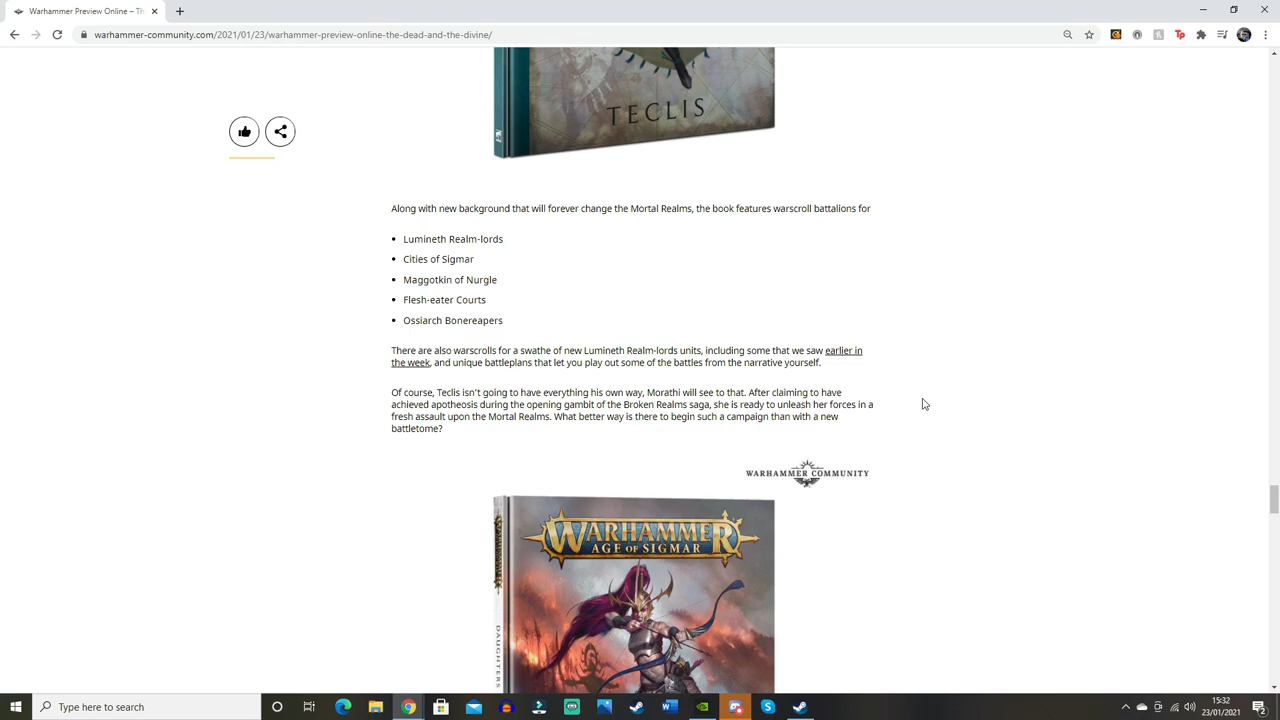 Warhammer Preview Online – Th
warhammer-community.com/2021/01/23/warhammer-preview-online-the-dead-and-the-divine/
TECLIS
Along with new background that will forever change the Mortal Realms, the book features warscroll battalions for
• Lumineth Realm-lords
• Cities of Sigmar
• Maggotkin of Nurgle
• Flesh-eater Courts
• Ossiarch Bonereapers
There are also warscrolls for a swathe of new Lumineth Realm-lords units, including some that we saw earlier in
the week, and unique battleplans that let you play out some of the battles from the narrative yourself.
Of course, Teclis isn't going to have everything his own way, Morathi will see to that. After claiming to have
achieved apotheosis during the opening gambit of the Broken Realms saga, she is ready to unleash her forces in a
fresh assault upon the Mortal Realms. What better way is there to begin such a campaign than with a new
battletome?
WARHAMMER COMMUNITY
WARHAMMER
AGE OF SIGMAR
DAUGHTERS
Type here to search
15:32
23/01/2021